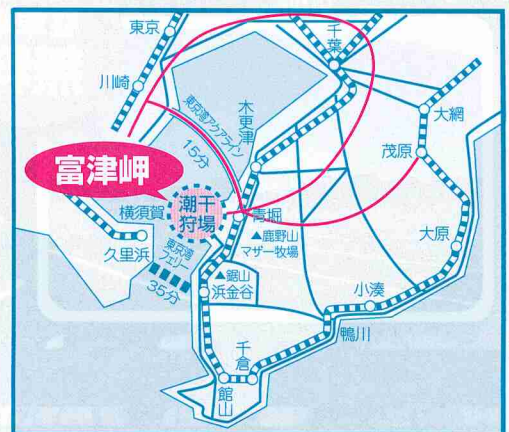 東京
千葉
川崎
木更津
東京湾アクアライン
15分
大網
茂原
富津岬
横須賀
潮干狩場
青堀
▲鹿野山
マザー牧場
大原
久里浜
東京湾フェリー
35分
▲鋸山
浜金谷
小湊
鴨川
千倉
館山